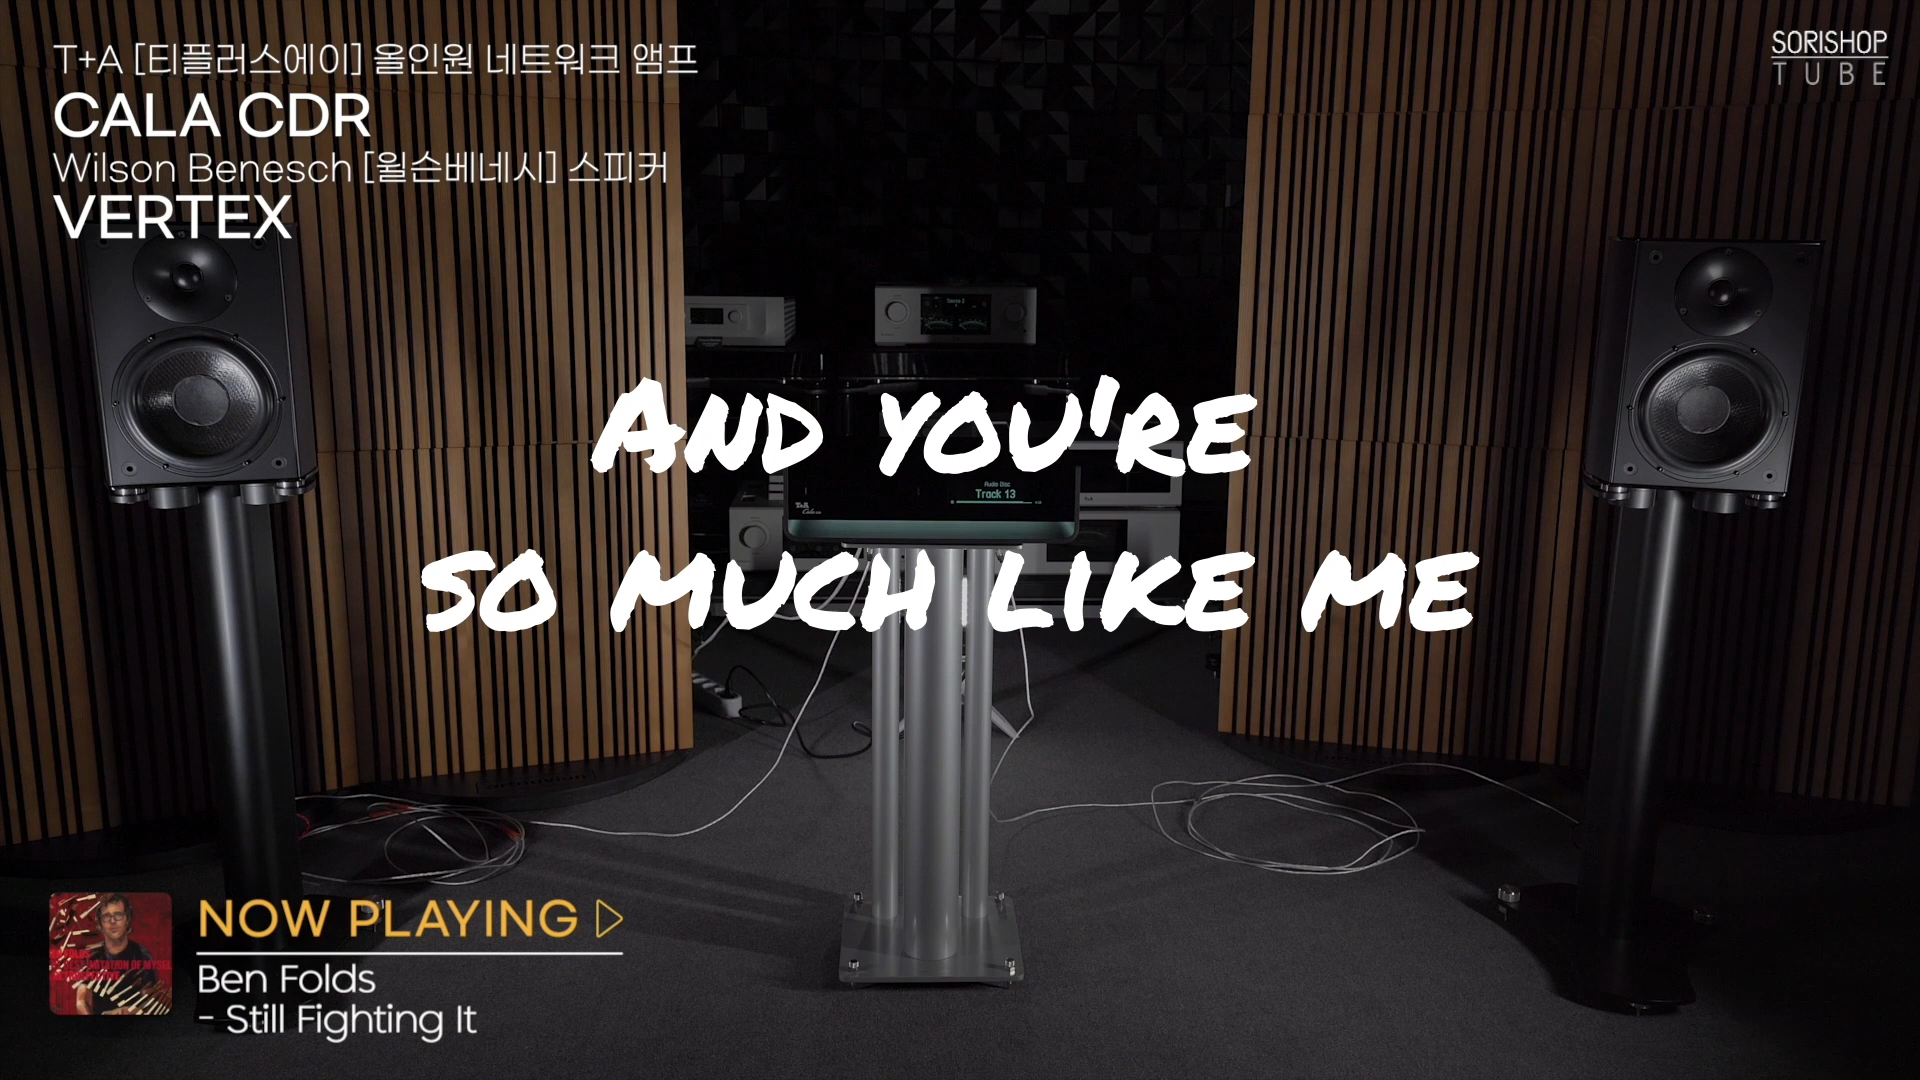 T+A [티플러스에이] 올인원 네트워크 앰프
CALA CDR
Wilson Benesch [윌슨베네시] 스피커
VERTEX
SORISHOP
TUBE
And you're
so much like me
Audio Disc
Track 13
NOW PLAYING
Ben Folds
- Still Fighting It